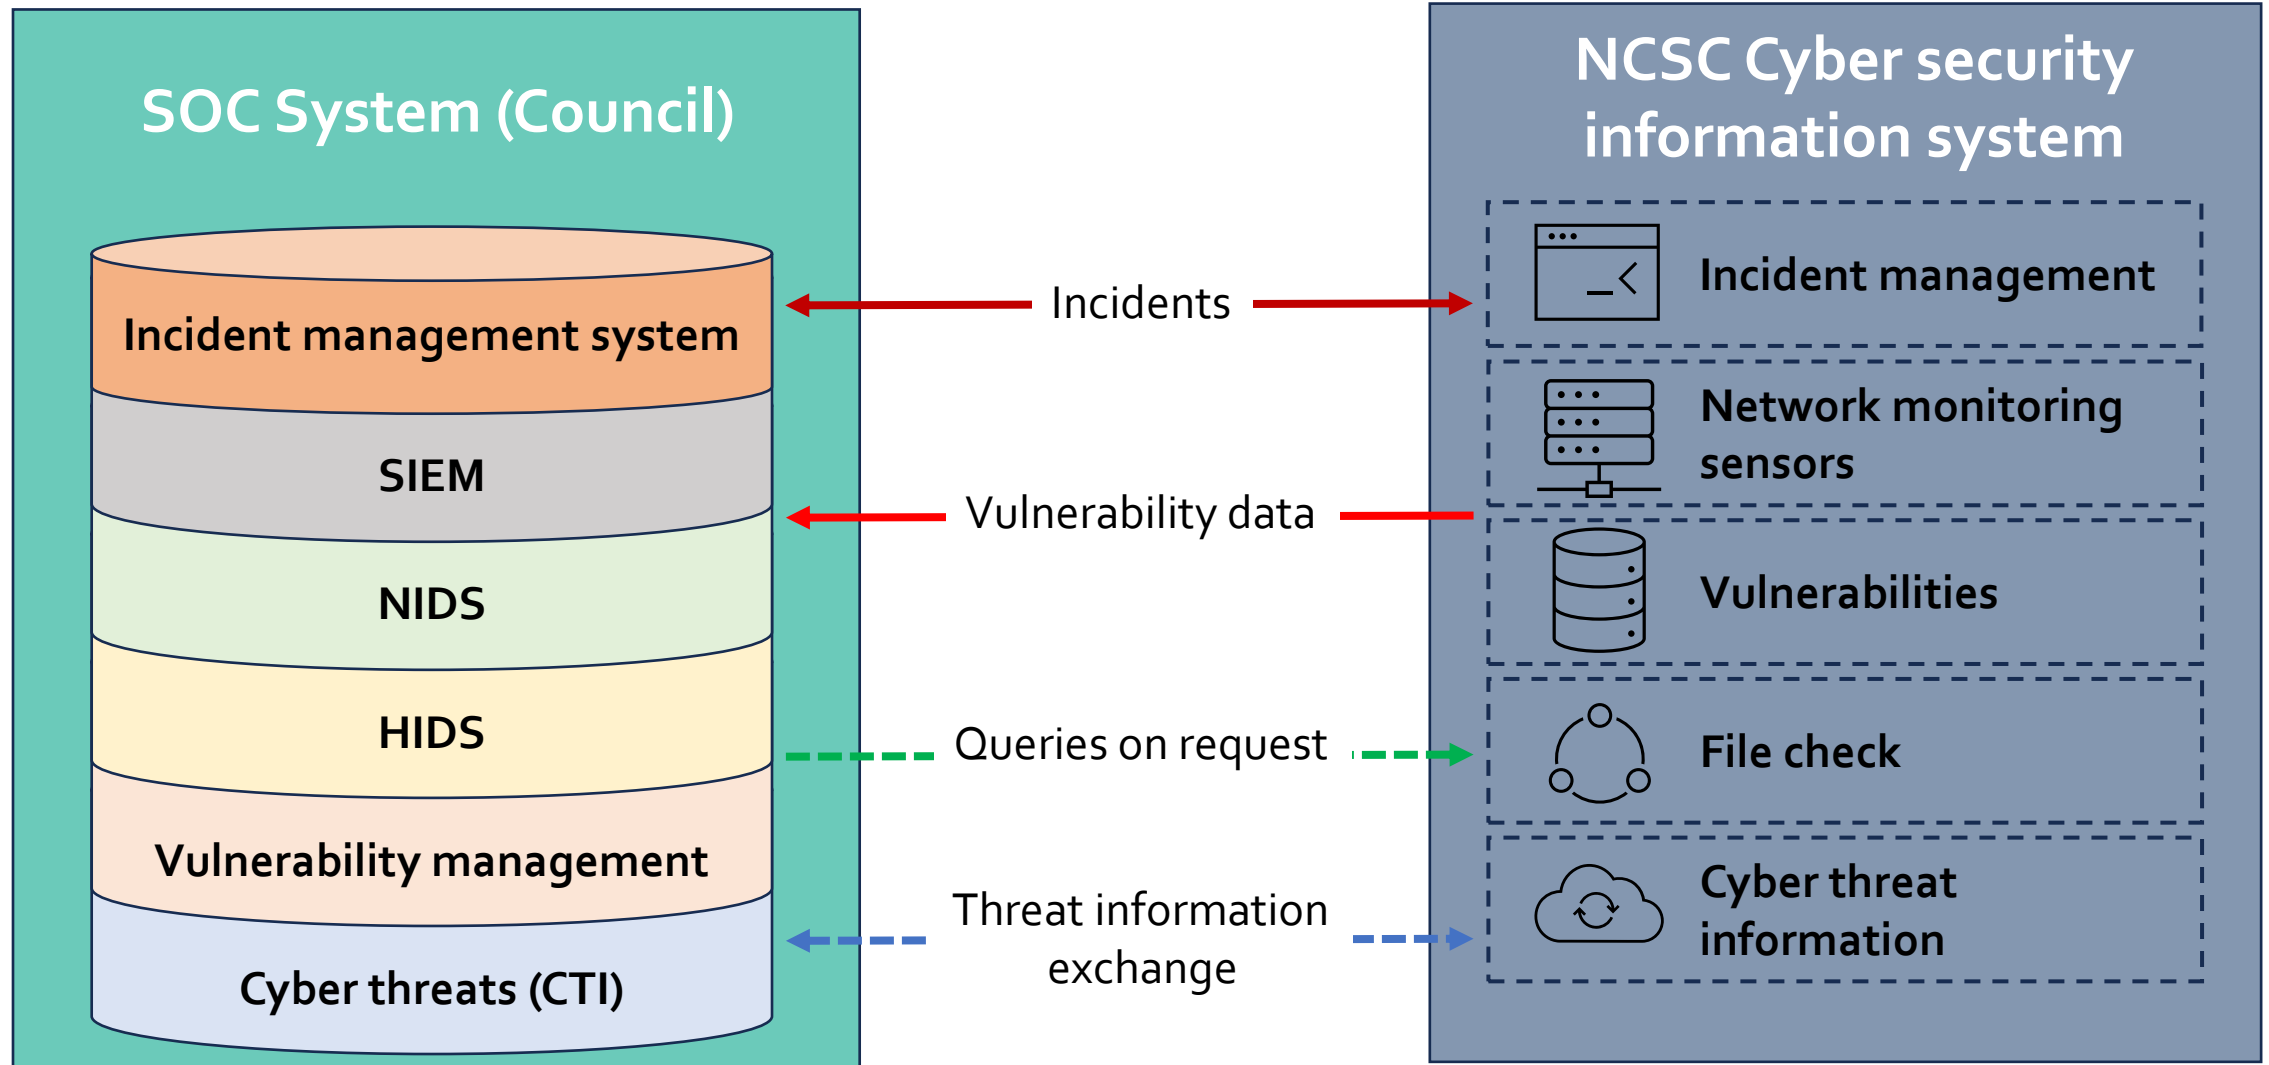 SOC System (Council)
Incident management system
SIEM
NIDS
HIDS
Vulnerability management
Cyber threats (CTI)
Incidents
Vulnerability data
Queries on request
Threat information
exchange
NCSC Cyber security
information system
Incident management
Network monitoring
sensors
Vulnerabilities
File check
Cyber threat
information